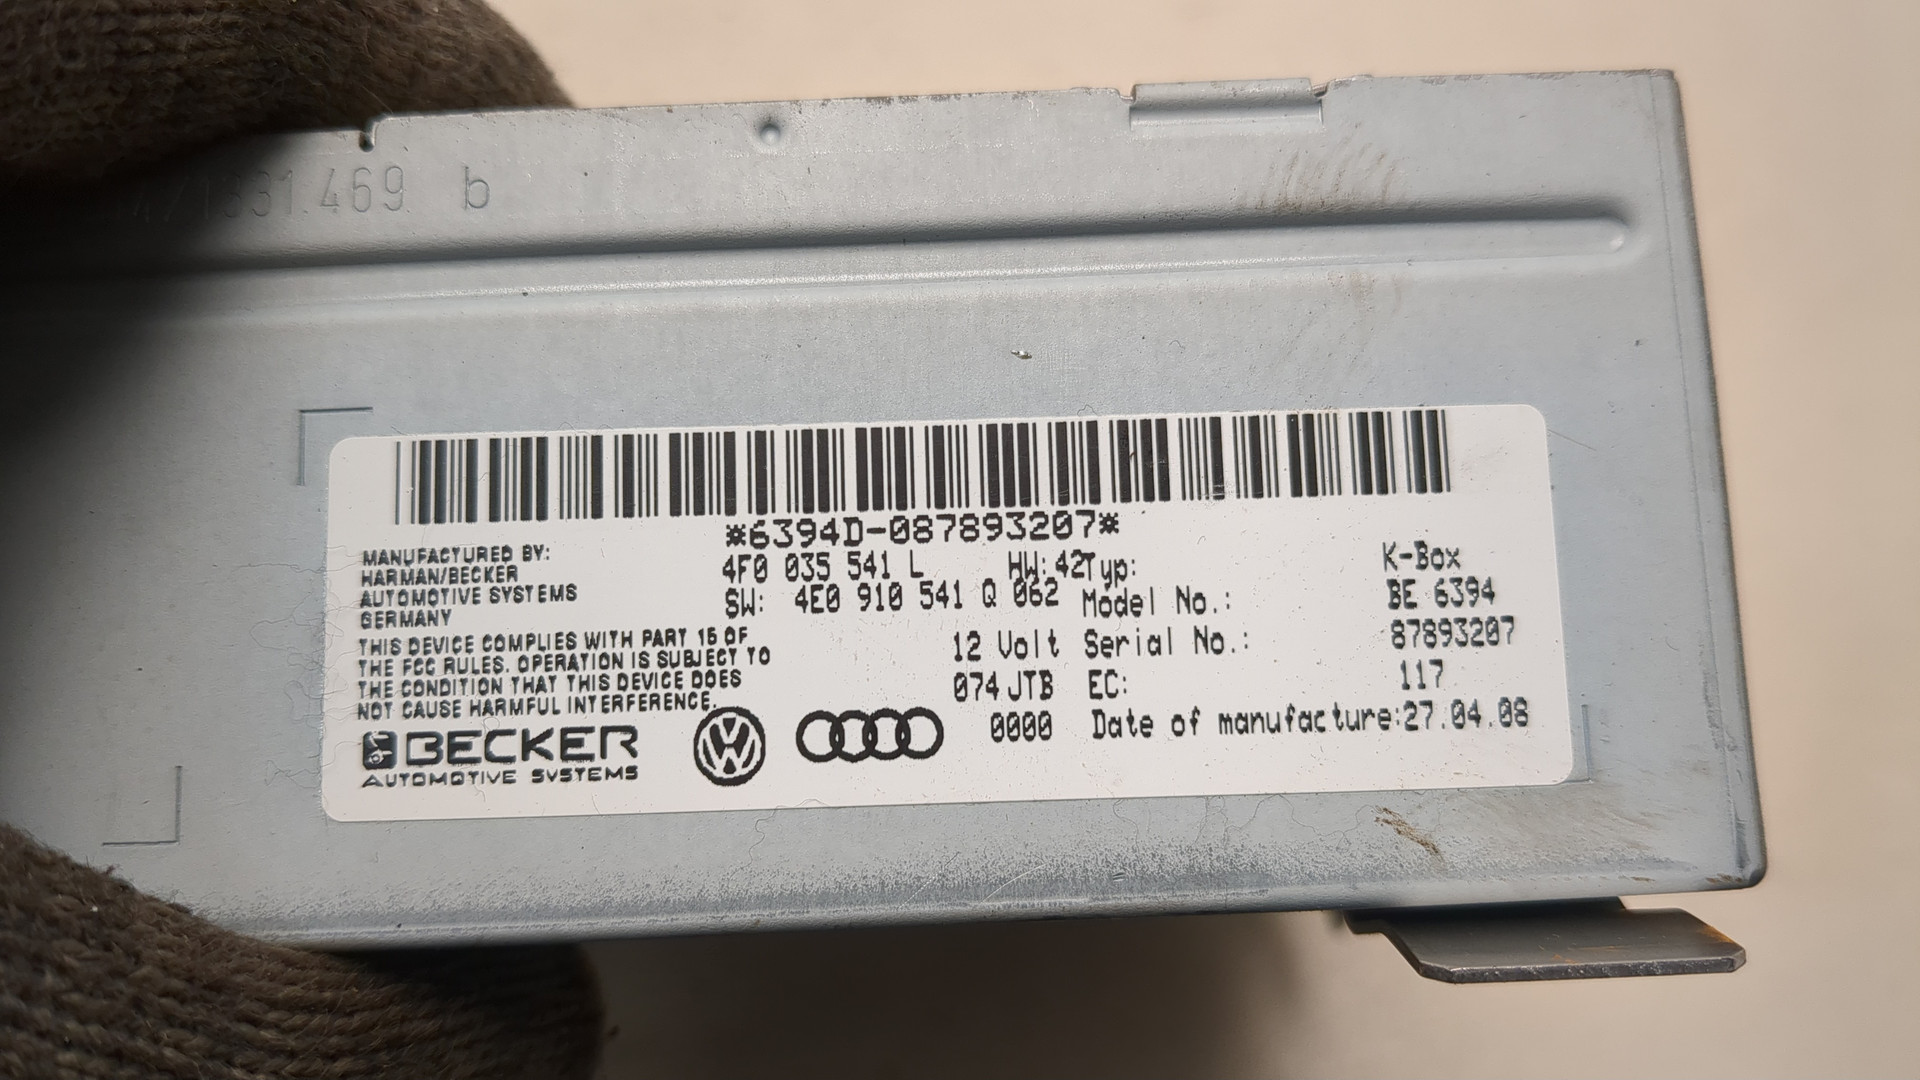 331.469 b
*6394D-087893207*
MANUFACTURED BY:
HARMAN/BECKER
AUTOMOTIVE SYSTEMS
GERMANY
THIS DEVICE COMPLIES WITH PART 15 OF
THE FCC RULES. OPERATION IS SUBJECT TO
THE CONDITION THAT THIS DEVICE DOES
NOT CAUSE HARMFUL INTERFERENCE.
BECKER
AUTOMOTIVE SYSTEMS
4F0 035 541 L HW:42
SW: 4E0 910 541 Q 062
12 Volt
074 JTB
0000
Typ: K-Box
Model No.: BE 6394
Serial No.: 87893207
EC: 117
Date of manufacture:27.04.08